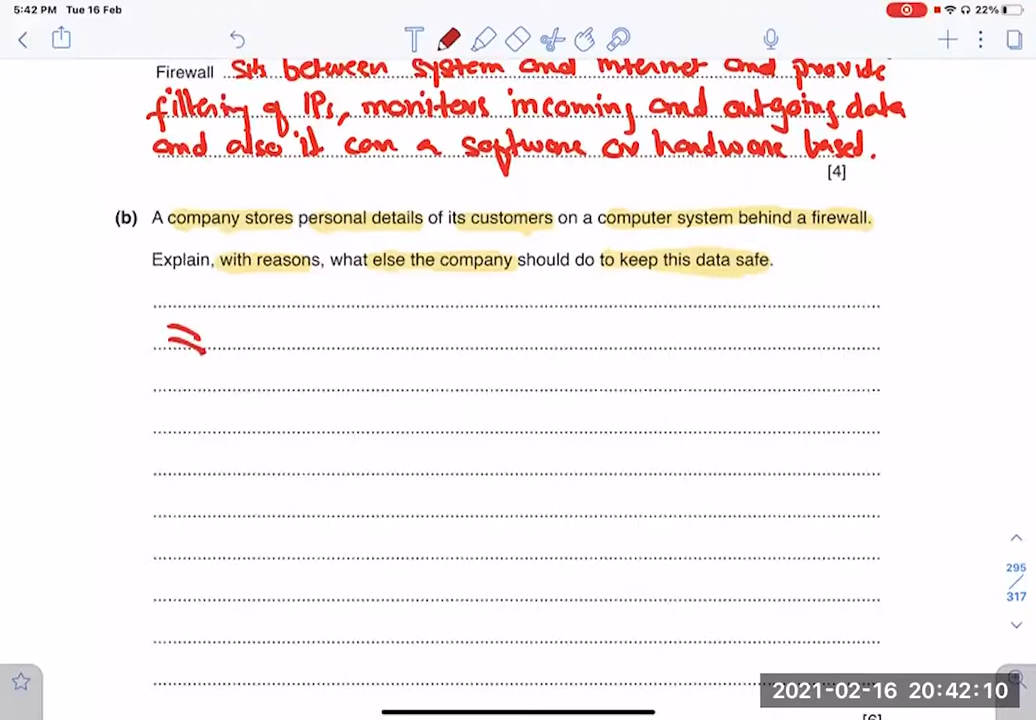 5:42 PM Tue 16 Feb 22%
Firewall sits between system and internet and provide
filtering of IPs, monitors incoming and outgoing data
and also it can a software or hardware based.
[4]
(b) A company stores personal details of its customers on a computer system behind a firewall.
Explain, with reasons, what else the company should do to keep this data safe.
295
317
2021-02-16 20:42:10
[6]